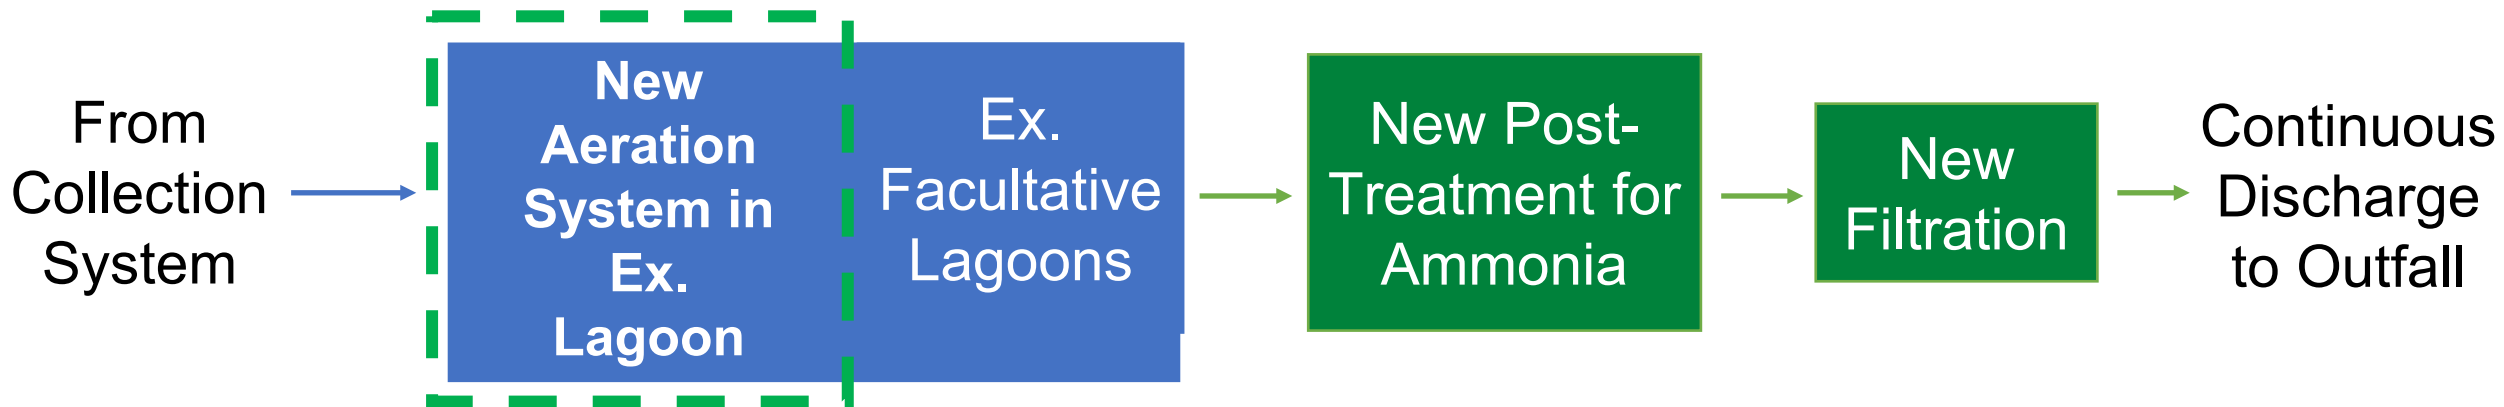 From
Collection
System
New
Aeration
System in
Ex.
Lagoon
Ex.
Facultative
Lagoons
New Post-
Treatment for
Ammonia
New
Filtration
Continuous
Discharge
to Outfalll